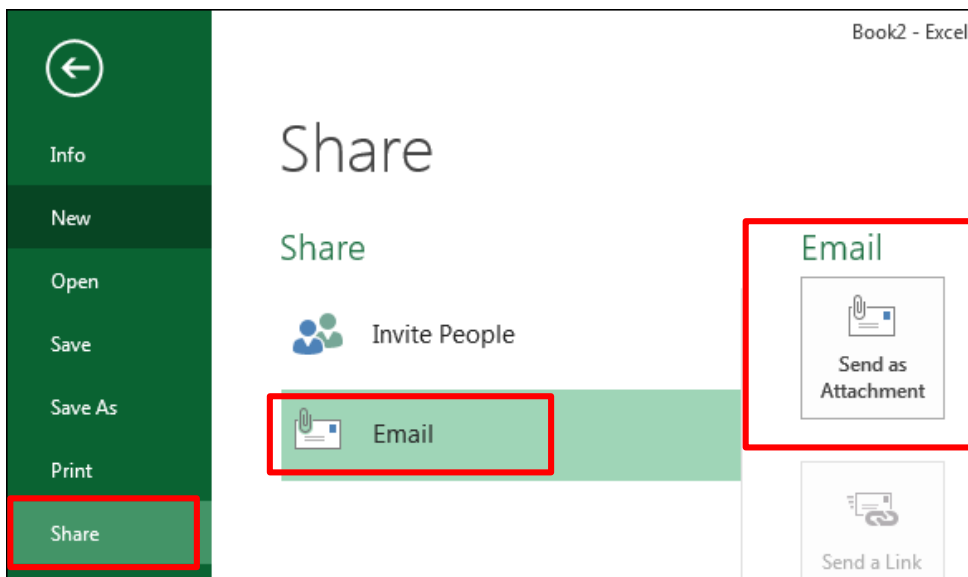 Book2 - Excel
Info
New
Open
Save
Save As
Print
Share
Share
Share
Invite People
Email
Email
Send as
Attachment
Send a Link